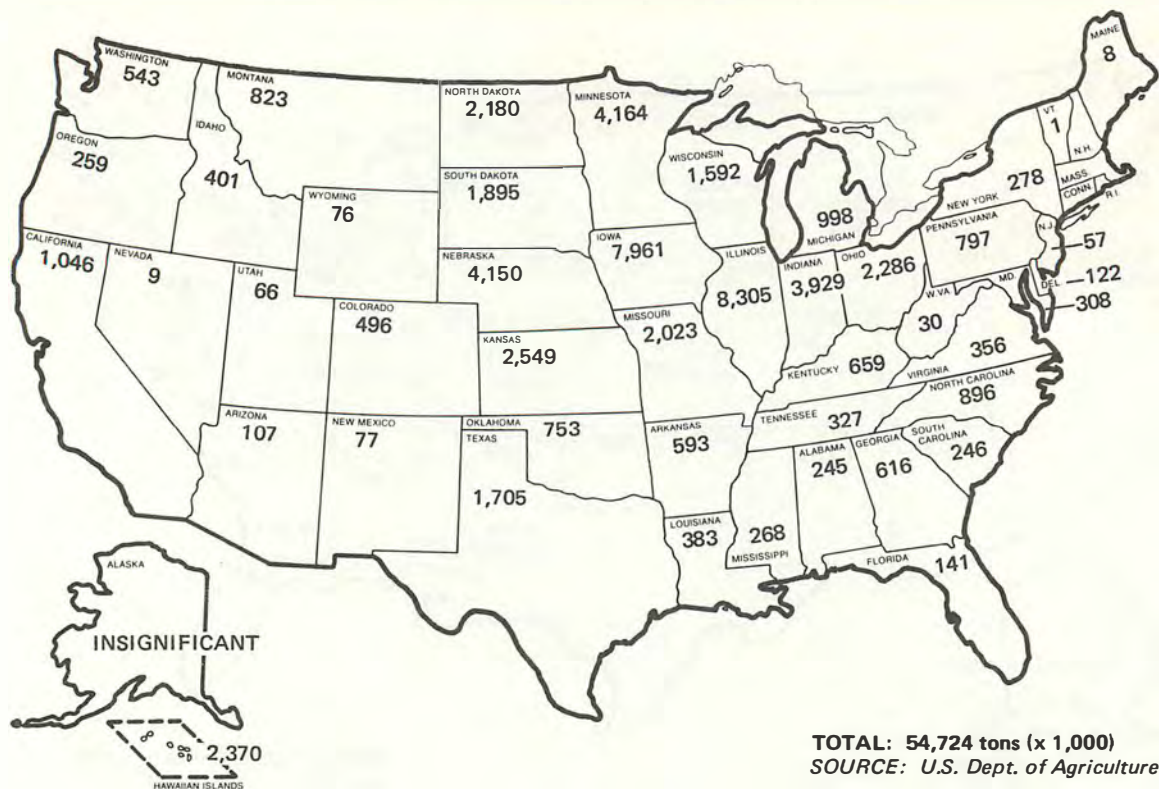 WASHINGTON
543
MONTANA
823
NORTH DAKOTA
2,180
MINNESOTA
4,164
MAINE
8
VT.
1
N.H.
IDAHO
401
OREGON
259
WYOMING
76
SOUTH DAKOTA
1,895
WISCONSIN
1,592
998
MICHIGAN
278
NEW YORK
MASS.
CONN
R.I.
PENNSYLVANIA
797
N.J.
57
CALIFORNIA
1,046
NEVADA
9
UTAH
66
NEBRASKA
4,150
IOWA
7,961
ILLINOIS
8,305
INDIANA
3,929
OHIO
2,286
W.VA
30
MD.
DEL.
122
308
COLORADO
496
KANSAS
2,549
MISSOURI
2,023
KENTUCKY 659
356
VIRGINIA
NORTH CAROLINA
896
ARIZONA
107
NEW MEXICO
77
OKLAHOMA
753
TEXAS
1,705
ARKANSAS
593
TENNESSEE
327
ALABAMA
245
GEORGIA
616
SOUTH
CAROLINA
246
LOUISIANA
383
268
MISSISSIPPI
FLORIDA
141
ALASKA
INSIGNIFICANT
2,370
HAWAIIAN ISLANDS
TOTAL: 54,724 tons (x 1,000)
SOURCE: U.S. Dept. of Agriculture